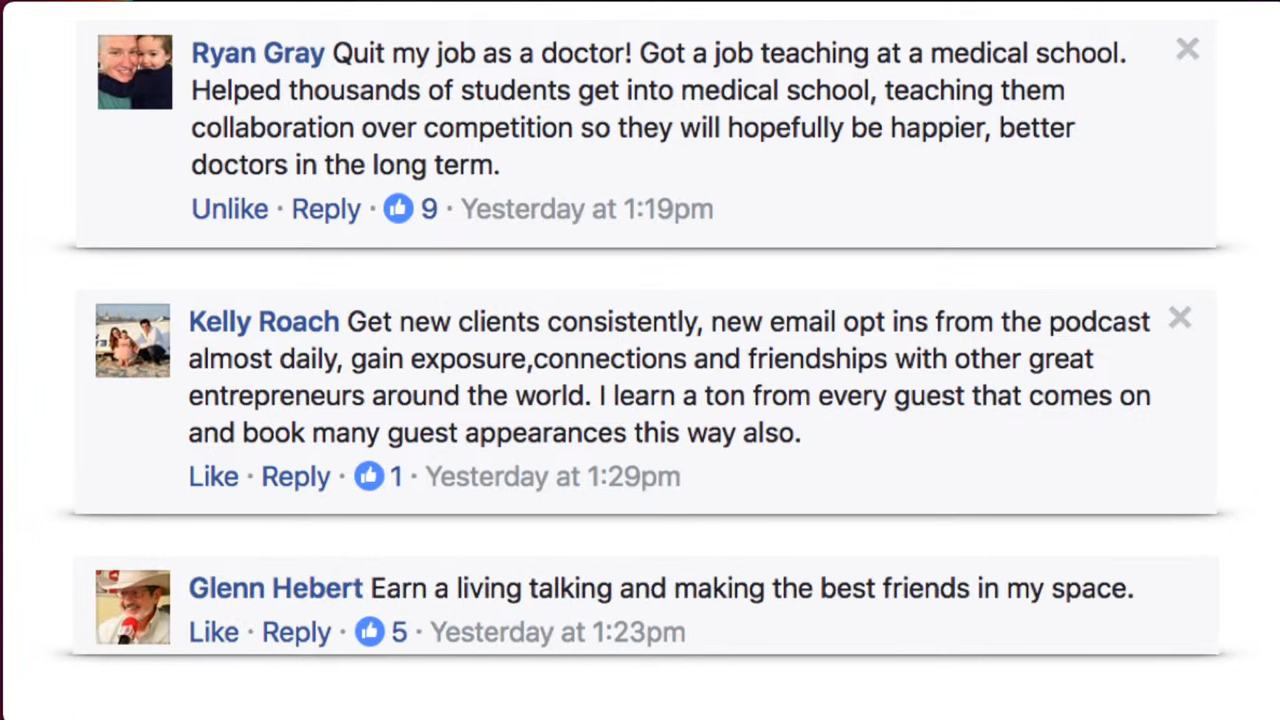 Ryan Gray Quit my job as a doctor! Got a job teaching at a medical school.
Helped thousands of students get into medical school, teaching them
collaboration over competition so they will hopefully be happier, better
doctors in the long term.
Unlike · Reply · 9 · Yesterday at 1:19pm
Kelly Roach Get new clients consistently, new email opt ins from the podcast
almost daily, gain exposure,connections and friendships with other great
entrepreneurs around the world. I learn a ton from every guest that comes on
and book many guest appearances this way also.
Like · Reply · 1 · Yesterday at 1:29pm
Glenn Hebert Earn a living talking and making the best friends in my space.
Like · Reply · 5 · Yesterday at 1:23pm